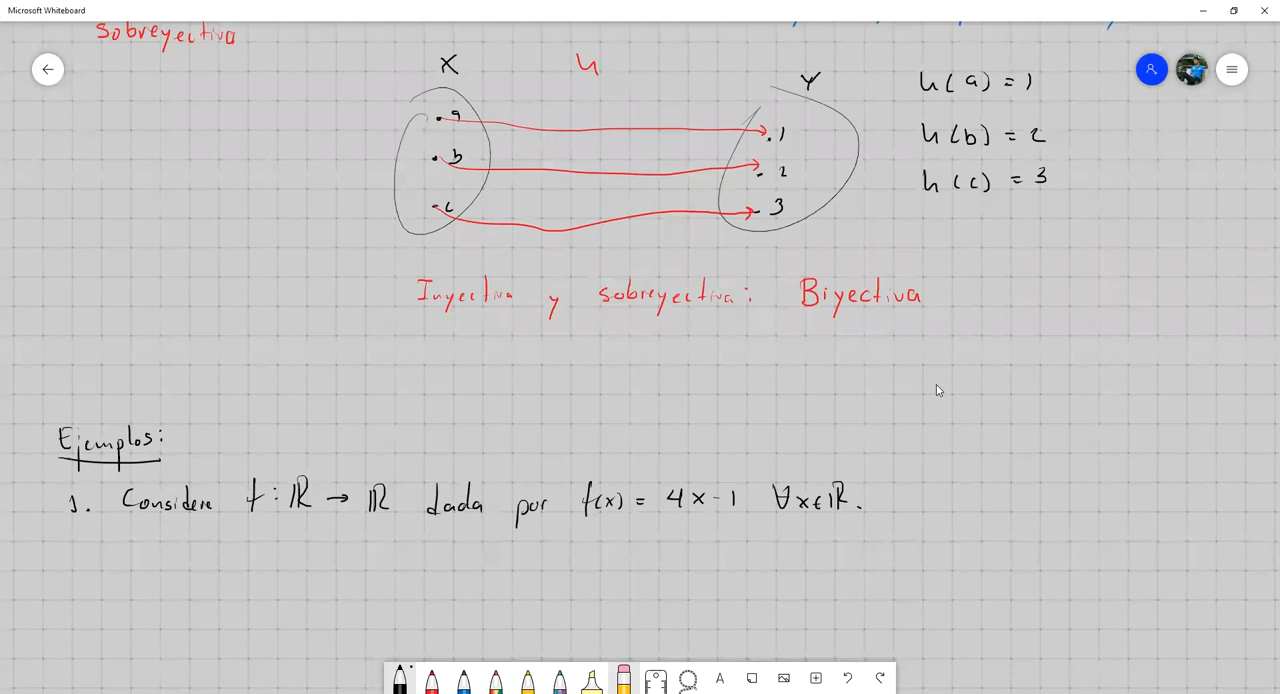 Microsoft Whiteboard
sobreyectiva
X h Y
a 1
b 2
c 3
h(a) = 1
h(b) = 2
h(c) = 3
Inyectiva y sobreyectiva: Biyectiva
Ejemplos:
1. Considere f: ℝ → ℝ dada por f(x) = 4x-1 ∀x∈ℝ.
A